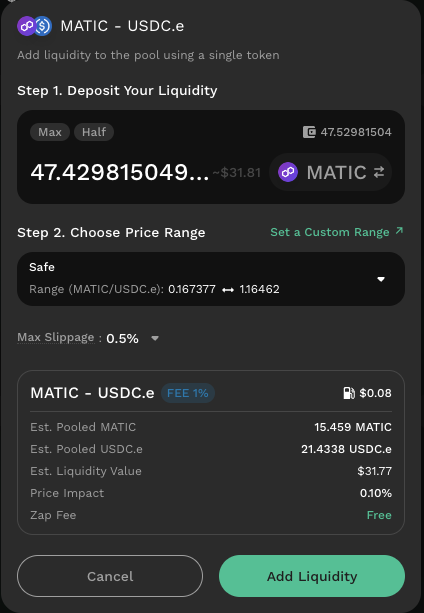 MATIC - USDC.e
Add liquidity to the pool using a single token
Step 1. Deposit Your Liquidity
Max Half 47.52981504
47.429815049... ~$31.81 MATIC
Step 2. Choose Price Range Set a Custom Range ↗
Safe
Range (MATIC/USDC.e): 0.167377 ↔ 1.16462
Max Slippage : 0.5%
MATIC - USDC.e FEE 1% $0.08
Est. Pooled MATIC 15.459 MATIC
Est. Pooled USDC.e 21.4338 USDC.e
Est. Liquidity Value $31.77
Price Impact 0.10%
Zap Fee Free
Cancel Add Liquidity